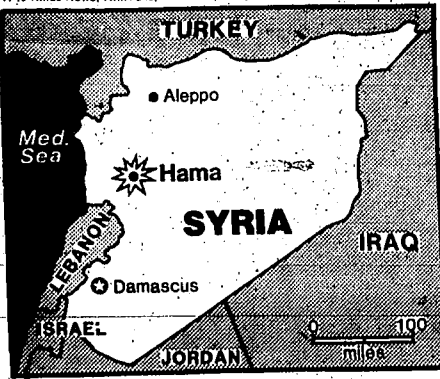 TURKEY
Aleppo
Med.
Sea
Hama
SYRIA
LEBANON
IRAQ
Damascus
ISRAEL
JORDAN
0 100
miles